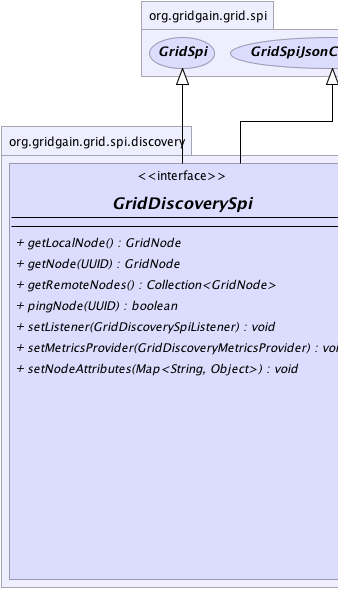 org.gridgain.grid.spi
GridSpi
GridSpiJsonC
org.gridgain.grid.spi.discovery
<<interface>>
GridDiscoverySpi
+ getLocalNode() : GridNode
+ getNode(UUID) : GridNode
+ getRemoteNodes() : Collection<GridNode>
+ pingNode(UUID) : boolean
+ setListener(GridDiscoverySpiListener) : void
+ setMetricsProvider(GridDiscoveryMetricsProvider) : voi
+ setNodeAttributes(Map<String, Object>) : void